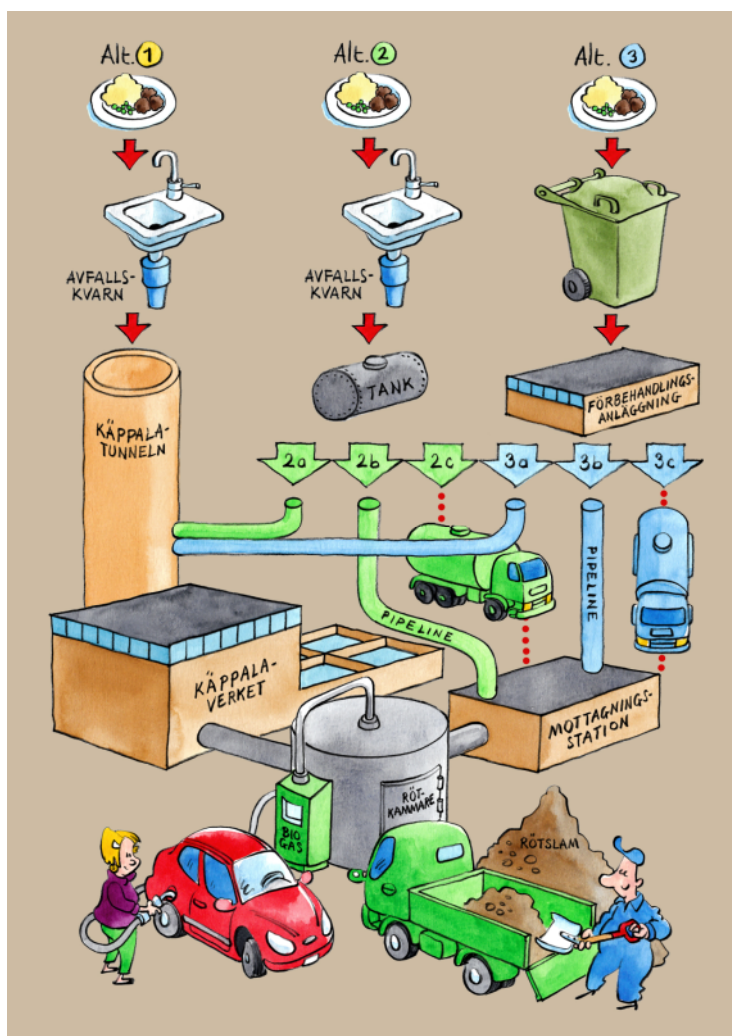 Alt. 1
Alt. 2
Alt. 3
AVFALLS-
KVARN
AVFALLS-
KVARN
TANK
FÖRBEHANDLINGS-
ANLÄGGNING
KÄPPALA-
TUNNELN
2a
2b
2c
3a
3b
3c
PIPELINE
PIPELINE
KÄPPALA-
VERKET
MOTTAGNINGS-
STATION
RÖT-
KAMMARE
BIO
GAS
RÖTSLAM